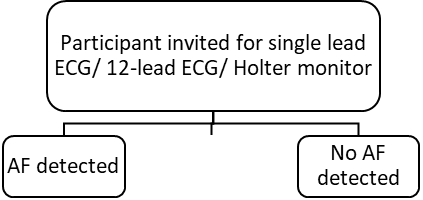 Participant invited for single lead
ECG/ 12-lead ECG/ Holter monitor
AF detected
No AF
detected